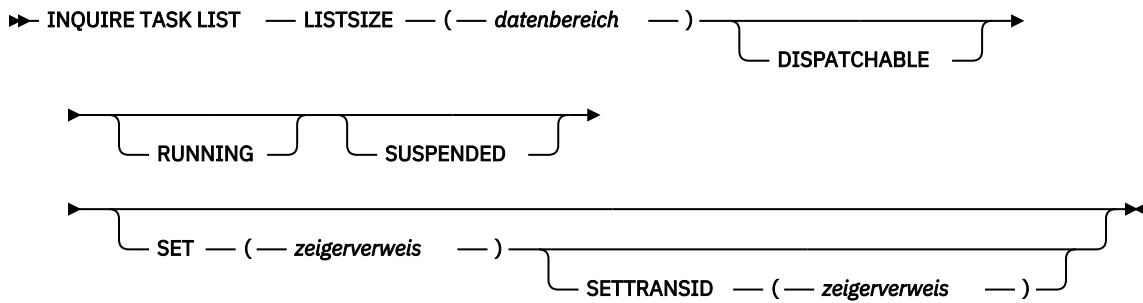 INQUIRE TASK LIST LISTSIZE ( datenbereich )
DISPATCHABLE
RUNNING SUSPENDED
SET ( zeigerverweis )
SETTRANSID ( zeigerverweis )